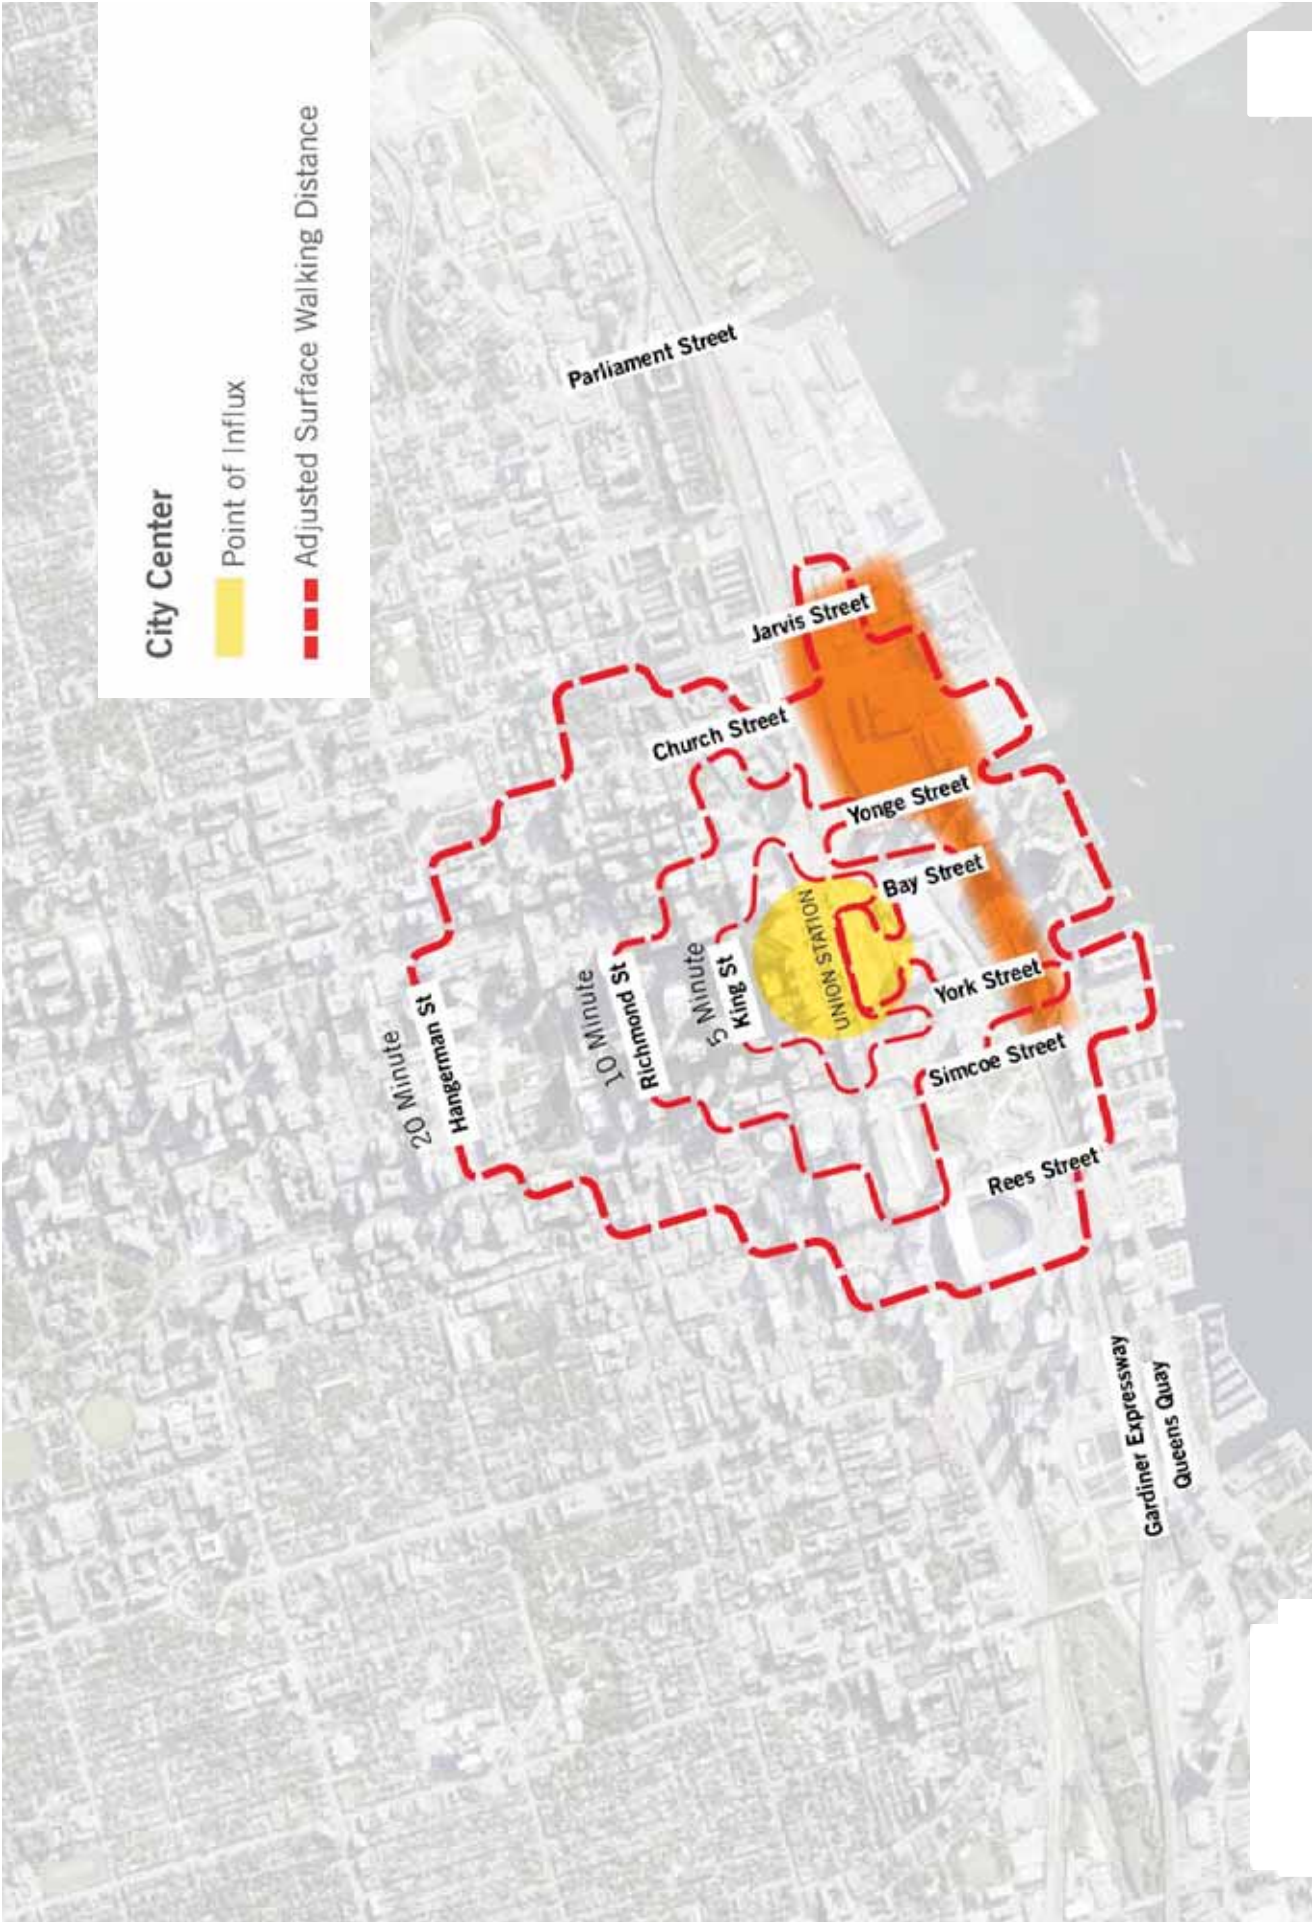 City Center
Point of Influx
Adjusted Surface Walking Distance
20 Minute
Hangerman St
10 Minute
Richmond St
5 Minute
King St
UNION STATION
UNION STATION
Parliament Street
Jarvis Street
Church Street
Yonge Street
Bay Street
York Street
Simcoe Street
Rees Street
Gardiner Expressway
Queens Quay